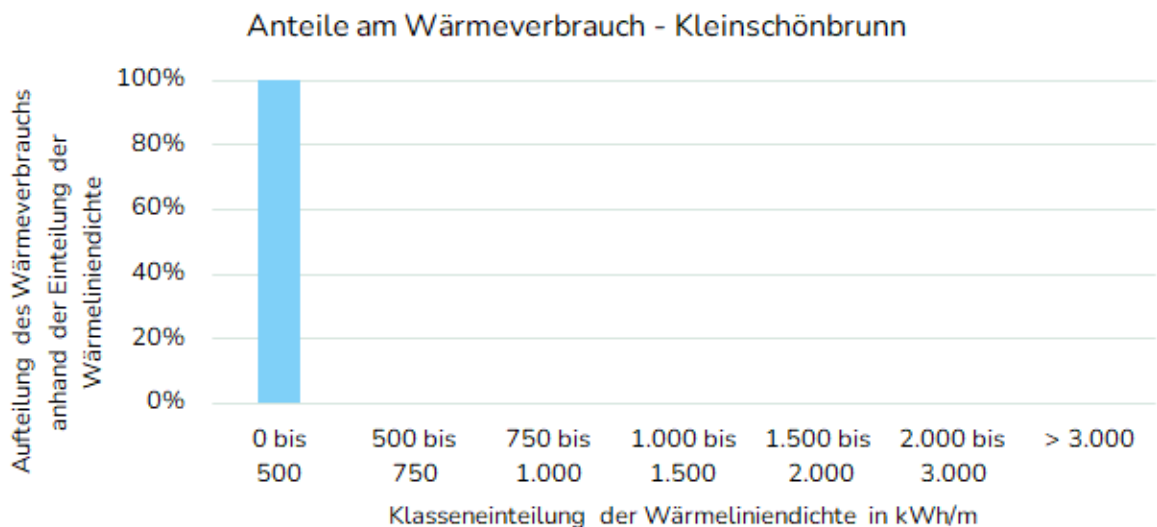 Anteile am Wärmeverbrauch - Kleinschönbrunn
Aufteilung des Wärmeverbrauchs
anhand der Einteilung der
Wärmeliniendichte
100%
80%
60%
40%
20%
0%
0 bis 500
500 bis 750
750 bis 1.000
1.000 bis 1.500
1.500 bis 2.000
2.000 bis 3.000
> 3.000
Klasseneinteilung der Wärmeliniendichte in kWh/m